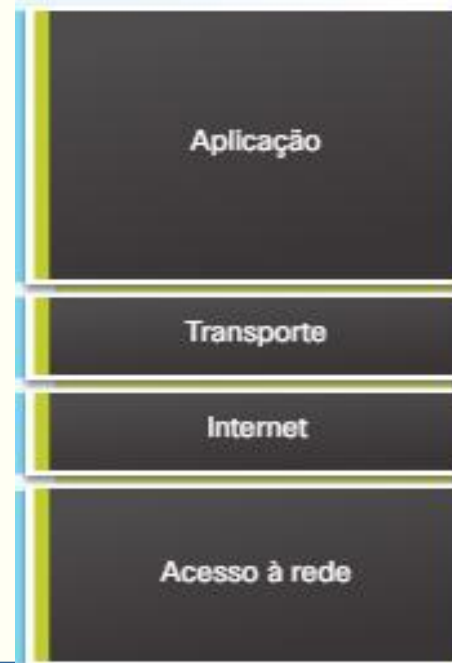 Aplicação
Transporte
Internet
Acesso à rede